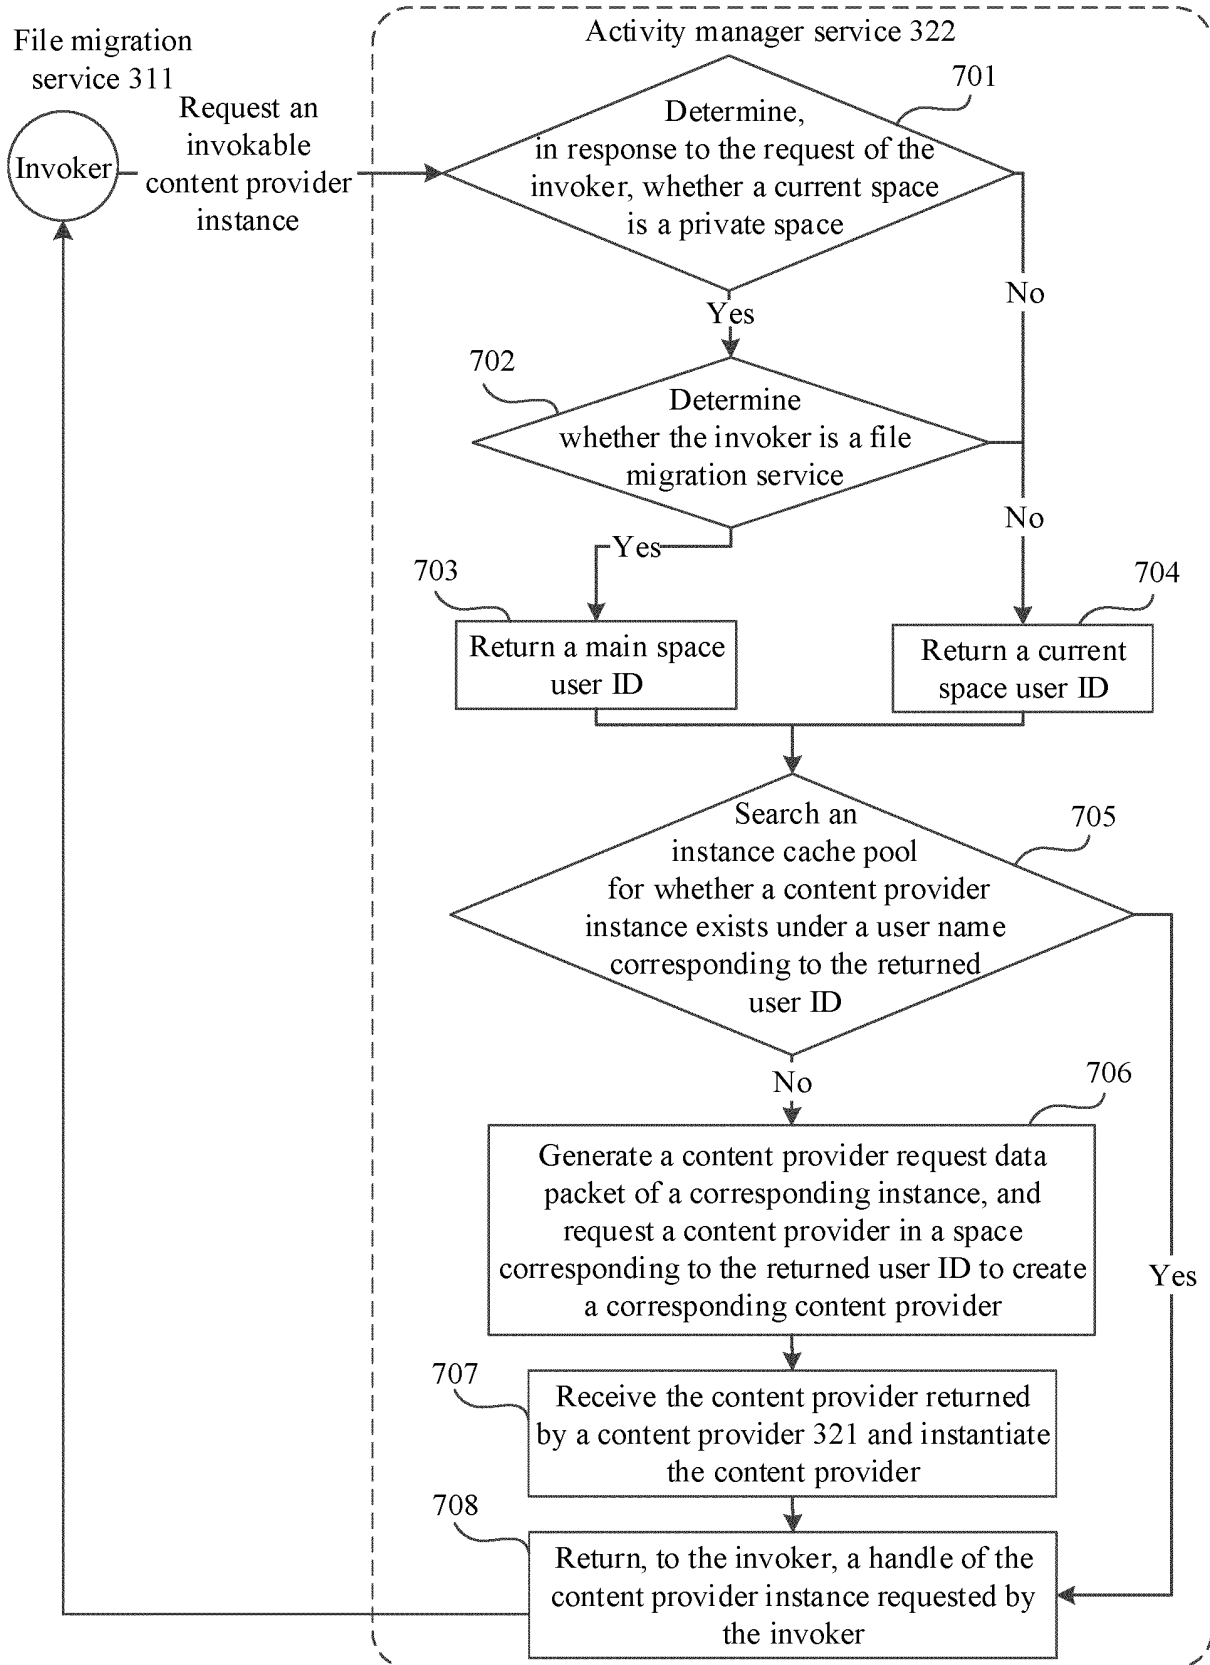 Activity manager service 322
File migration
service 311
Invoker
Request an
invokable
content provider
instance
701
Determine,
in response to the request of the
invoker, whether a current space
is a private space
No
Yes
702
Determine
whether the invoker is a file
migration service
No
Yes
703
Return a main space
user ID
704
Return a current
space user ID
705
Search an
instance cache pool
for whether a content provider
instance exists under a user name
corresponding to the returned
user ID
No
Yes
706
Generate a content provider request data
packet of a corresponding instance, and
request a content provider in a space
corresponding to the returned user ID to create
a corresponding content provider
707
Receive the content provider returned
by a content provider 321 and instantiate
the content provider
708
Return, to the invoker, a handle of the
content provider instance requested by
the invoker